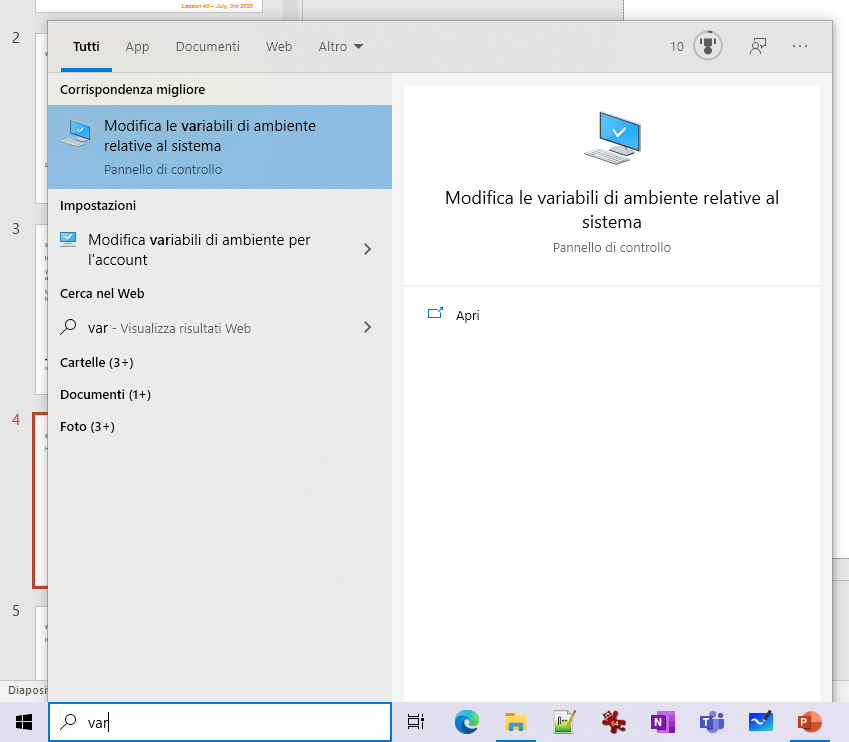 Lesson #5 – July, 3rd 2020
2
Tutti App Documenti Web Altro 10
Corrispondenza migliore
Modifica le variabili di ambiente
relative al sistema
Pannello di controllo
Impostazioni
Modifica variabili di ambiente per
l'account
Cerca nel Web
var - Visualizza risultati Web
Cartelle (3+)
Documenti (1+)
Foto (3+)
Modifica le variabili di ambiente relative al
sistema
Pannello di controllo
Apri
3
4
5
var